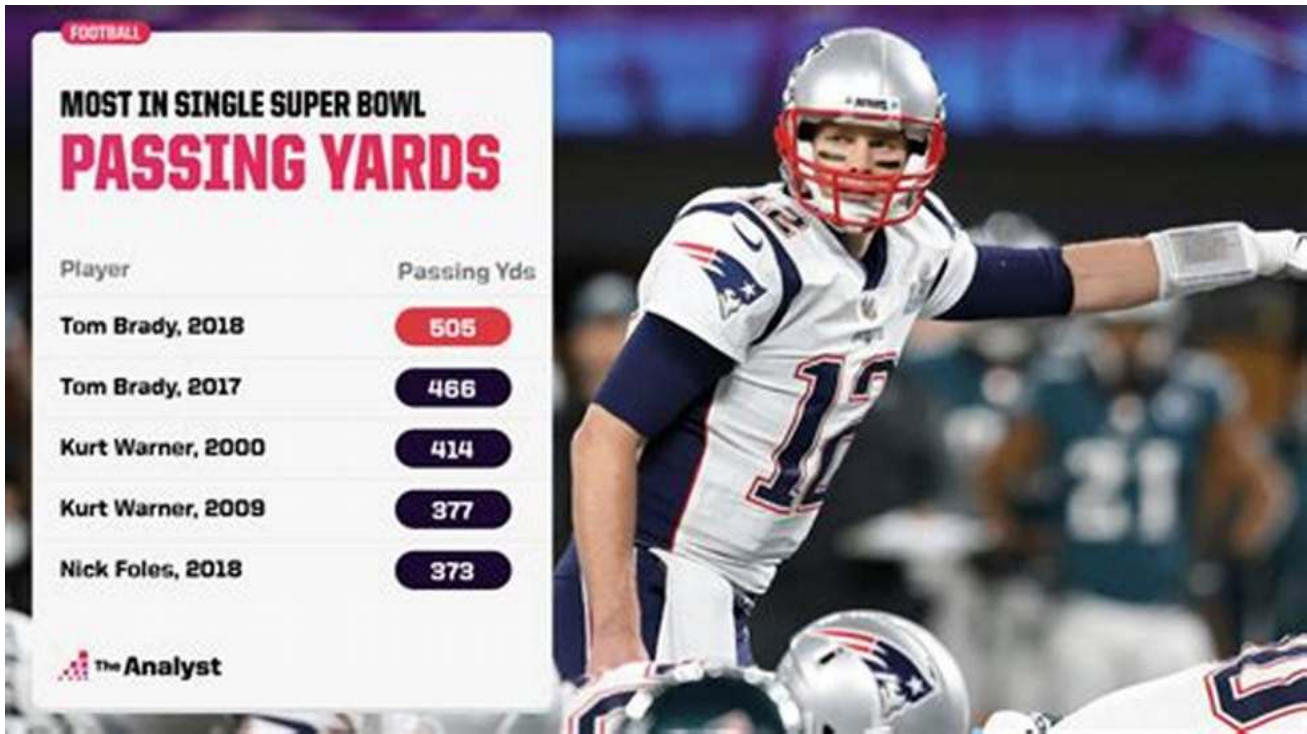 FOOTBALL
MOST IN SINGLE SUPER BOWL
PASSING YARDS
Player Passing Yds
Tom Brady, 2018 505
Tom Brady, 2017 466
Kurt Warner, 2000 414
Kurt Warner, 2009 377
Nick Foles, 2018 373
The Analyst
12
12
21